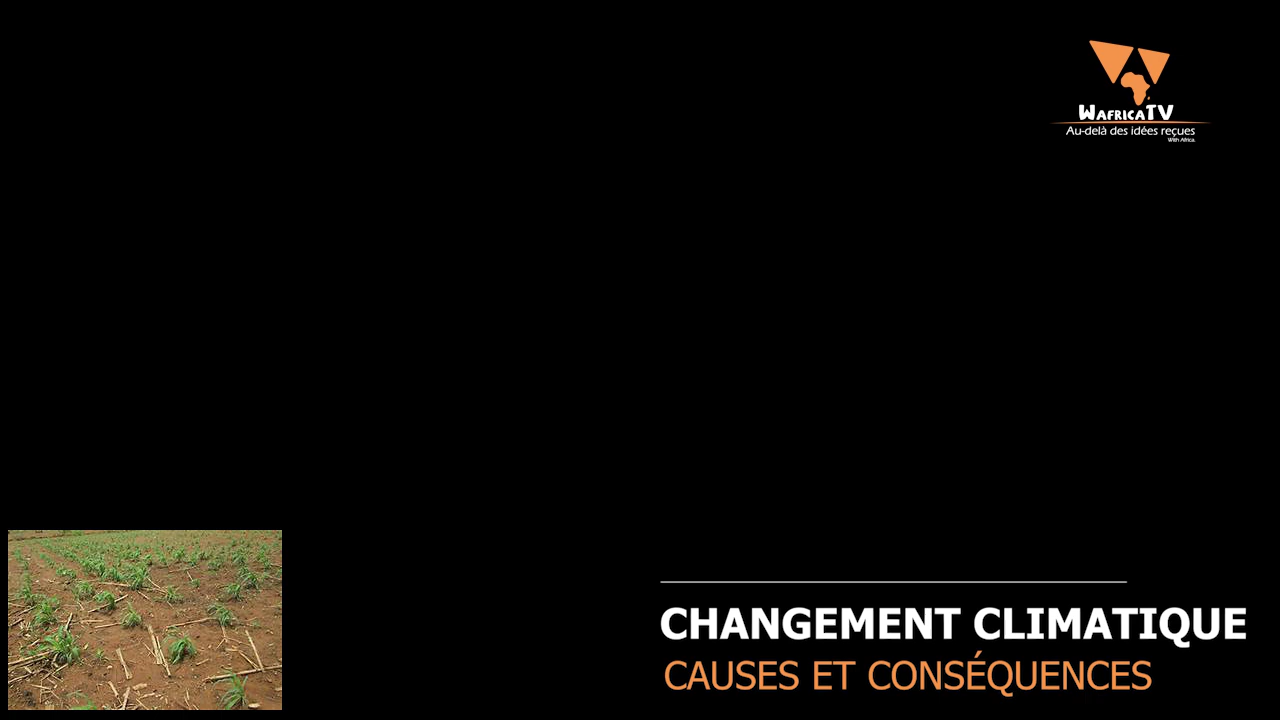 WAFRICATV
Au-delà des idées reçues
With Africa.
CHANGEMENT CLIMATIQUE
CAUSES ET CONSÉQUENCES